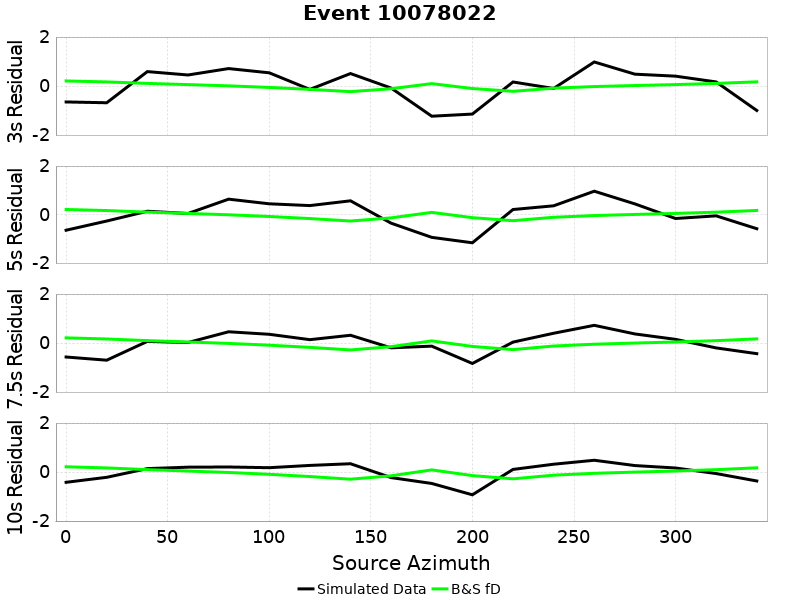 Event 10078022
3s Residual
2
0
-2
5s Residual
2
0
-2
7.5s Residual
2
0
-2
10s Residual
2
0
-2
0 50 100 150 200 250 300
Source Azimuth
Simulated Data B&S fD